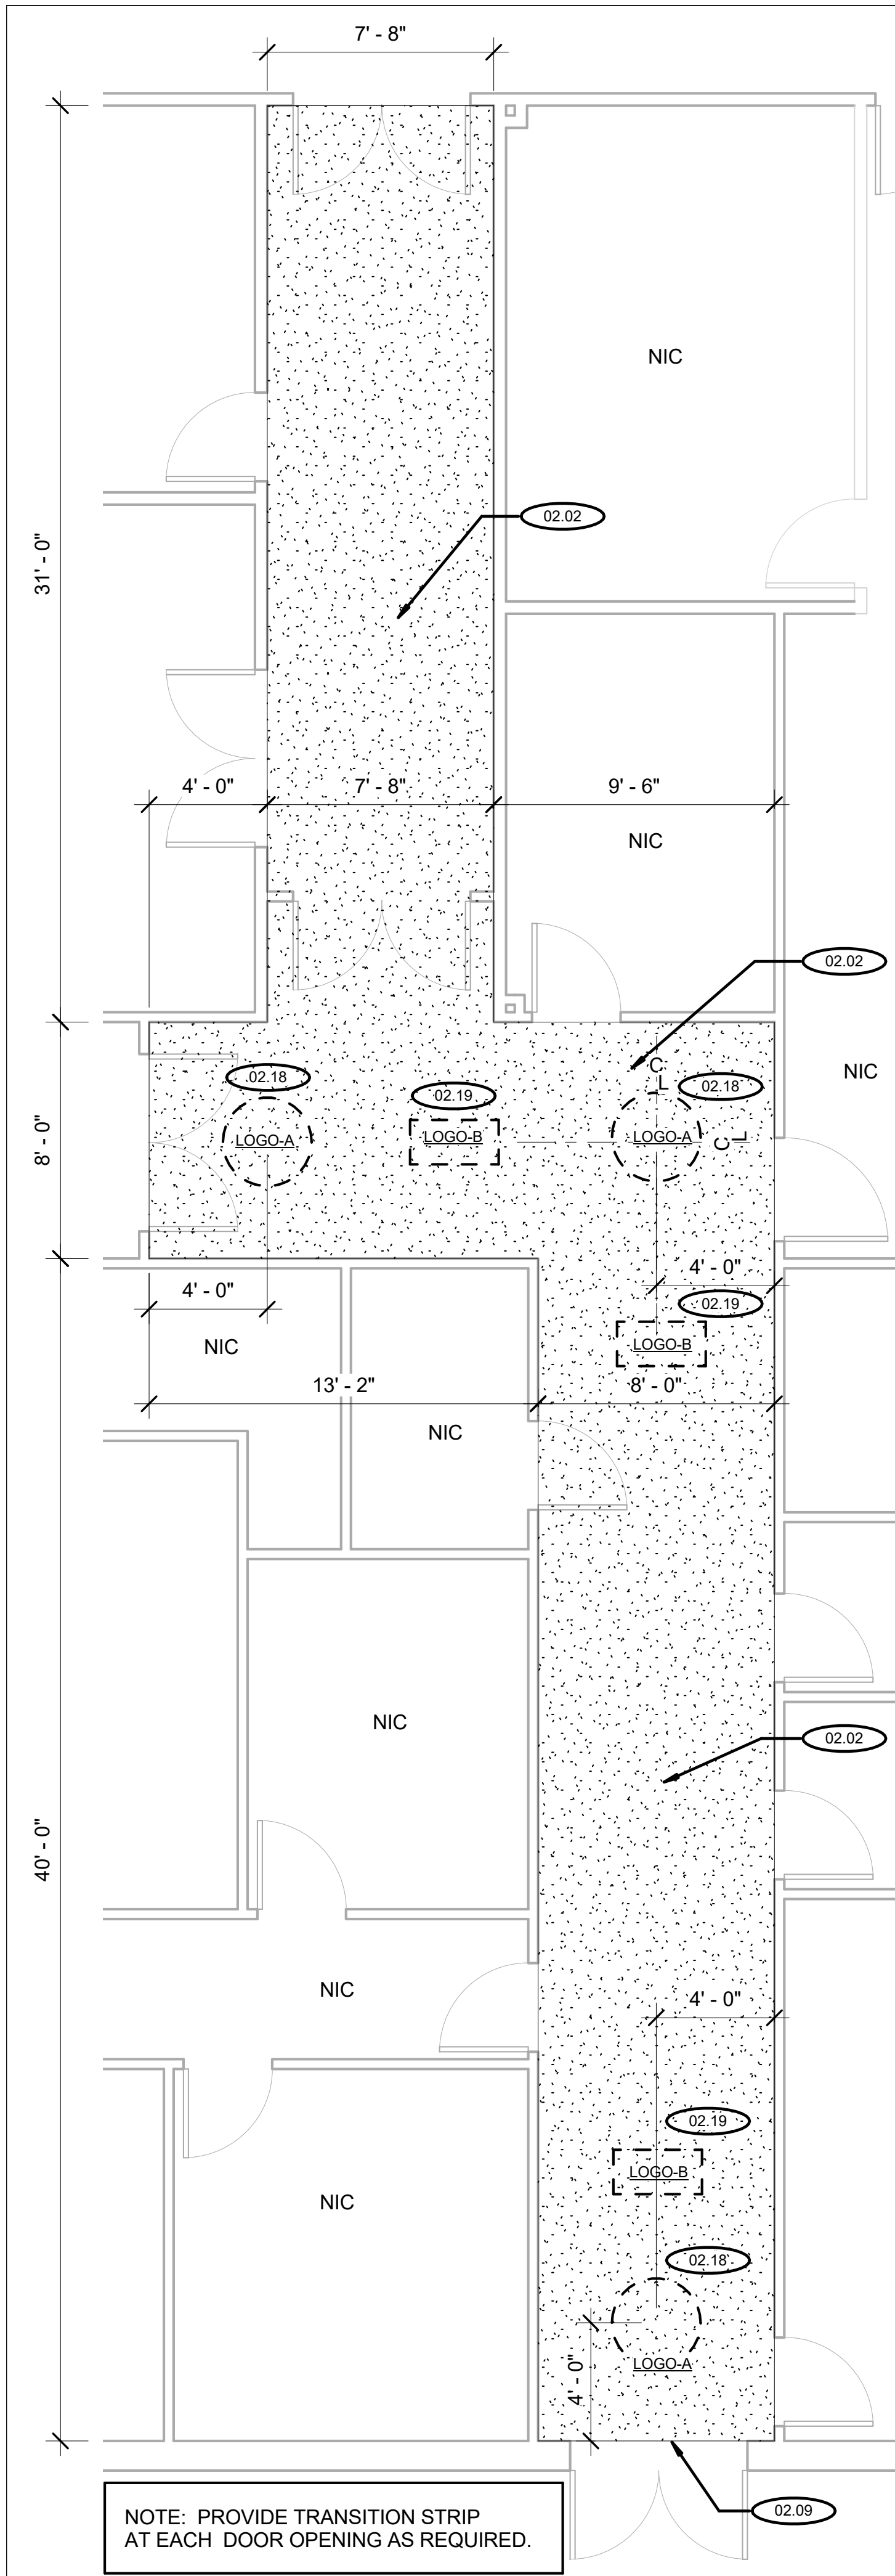 7' - 8"
NIC
02.02
31' - 0"
4' - 0"
7' - 8"
9' - 6"
NIC
02.02
C
L
NIC
02.18
02.19
02.18
LOGO-A
LOGO-B
LOGO-A
C
L
8' - 0"
4' - 0"
4' - 0"
02.19
NIC
LOGO-B
13' - 2"
8' - 0"
NIC
NIC
02.02
40' - 0"
NIC
4' - 0"
02.19
LOGO-B
NIC
02.18
LOGO-A
4' - 0"
02.09
NOTE: PROVIDE TRANSITION STRIP
AT EACH DOOR OPENING AS REQUIRED.